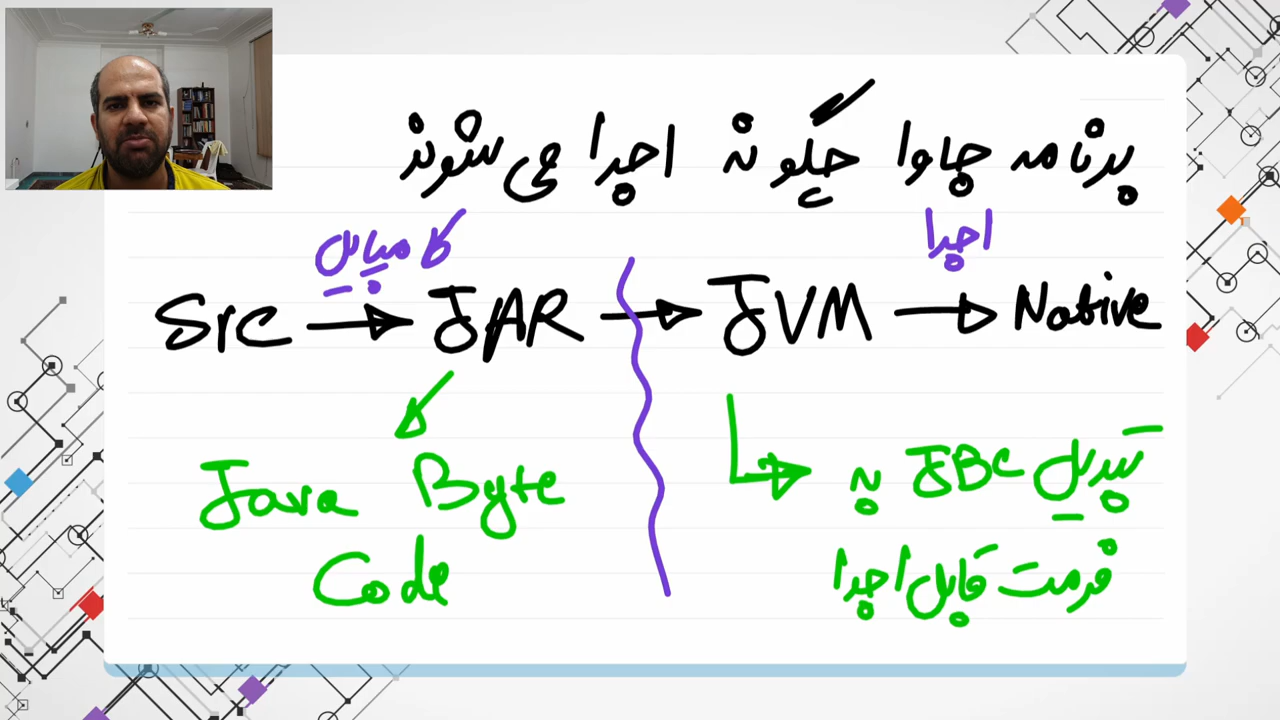 برنامه جاوا چگونه اجرا می شوند
کامپایل
اجرا
Src → JAR → JVM → Native
Java Byte
Code
تبدیل JBC به
فرمت قابل اجرا